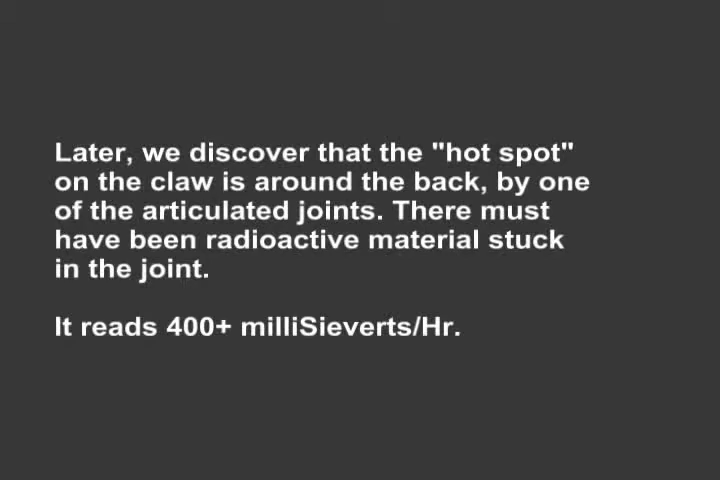 Later, we discover that the "hot spot"
on the claw is around the back, by one
of the articulated joints. There must
have been radioactive material stuck
in the joint.
It reads 400+ milliSieverts/Hr.